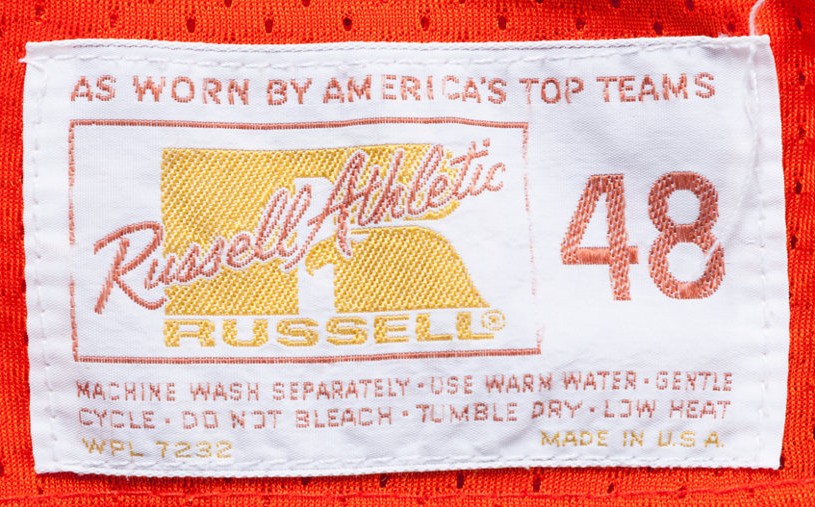 AS WORN BY AMERICA'S TOP TEAMS
Russell Athletic
RUSSELL®
48
MACHINE WASH SEPARATELY · USE WARM WATER · GENTLE
CYCLE · DO NOT BLEACH · TUMBLE DRY · LOW HEAT
WPL 7232 MADE IN U.S.A.